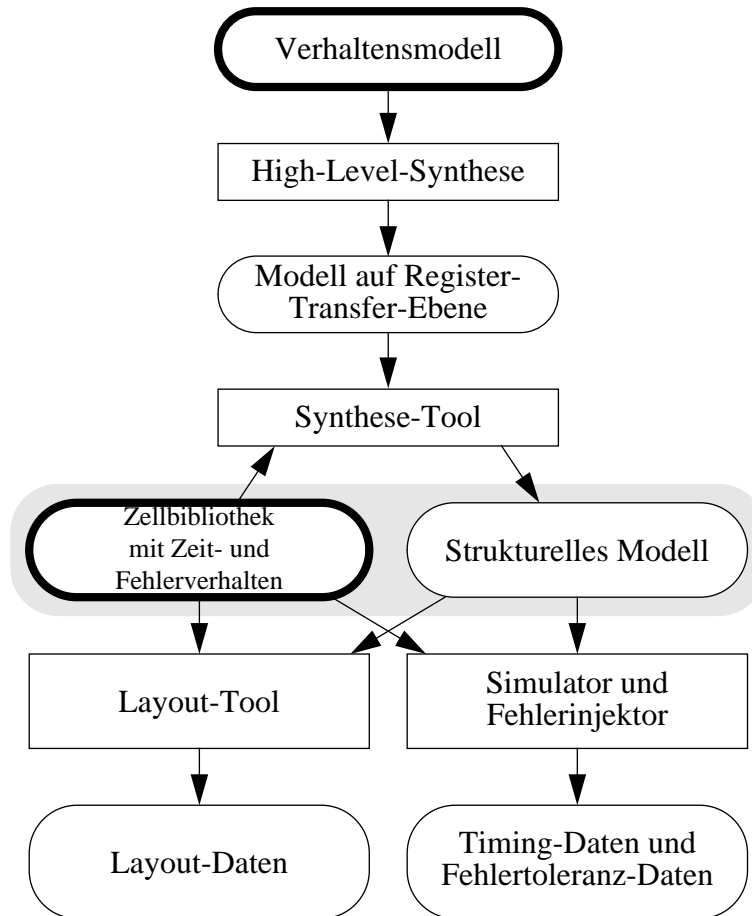 Verhaltensmodell
High-Level-Synthese
Modell auf Register-
Transfer-Ebene
Synthese-Tool
Zellbibliothek
mit Zeit- und
Fehlerverhalten
Strukturelles Modell
Layout-Tool
Simulator und
Fehlerinjektor
Layout-Daten
Timing-Daten und
Fehlertoleranz-Daten